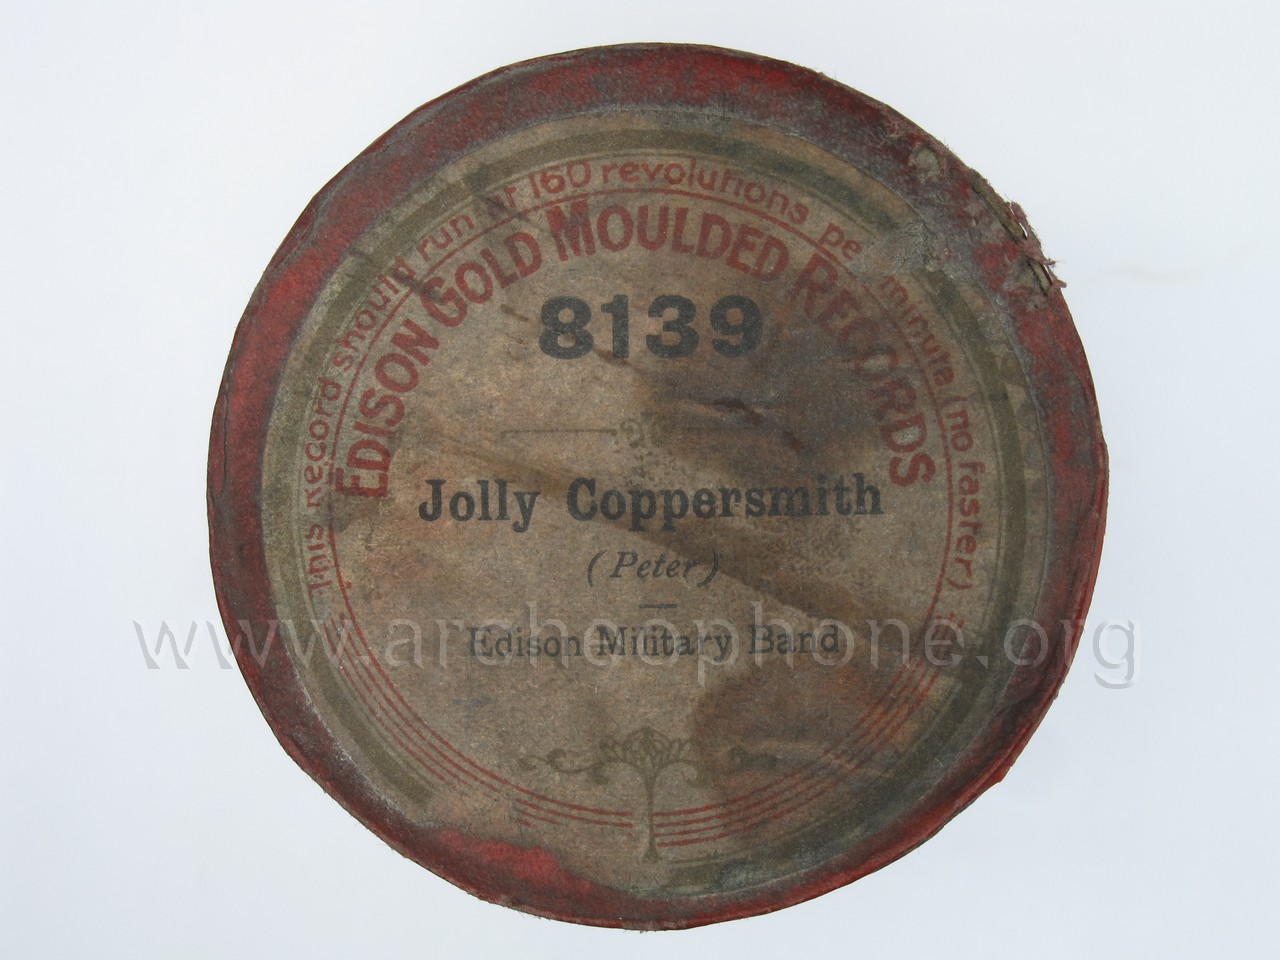 This Record should run at 160 revolutions per minute (no faster)
EDISON GOLD MOULDED RECORDS
8139
Jolly Coppersmith
(Peter)
Edison Military Band
www.archeophone.org